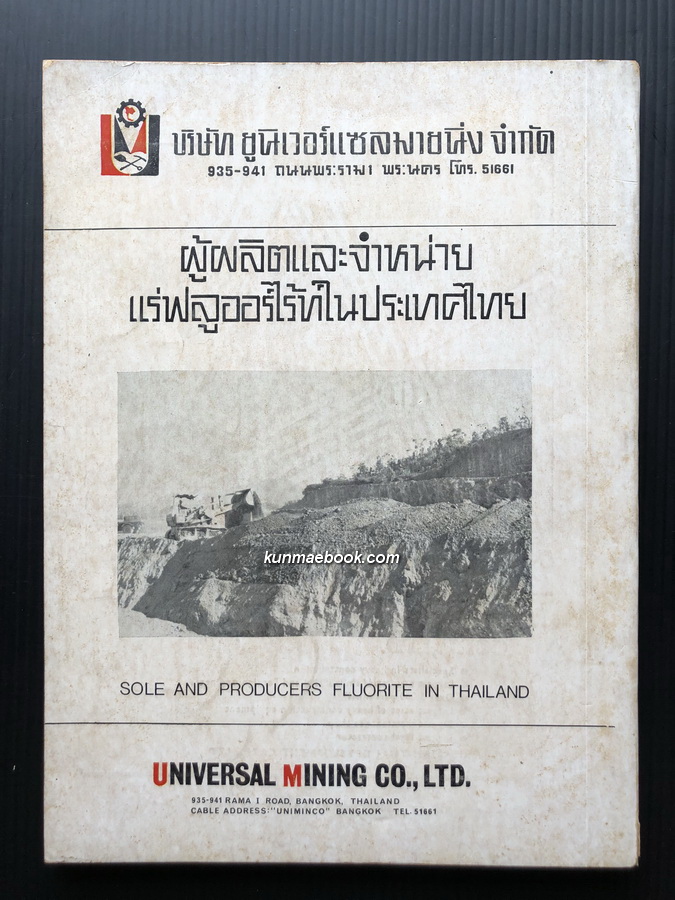 บริษัท ยูนิเวอร์แซลมายนิ่ง จำกัด
935-941 ถนนพระราม 1 พระนคร โทร. 51661
ผู้ผลิตและจำหน่าย
แร่ฟลูออร์ไร้ท์ในประเทศไทย
kunmaebook.com
SOLE AND PRODUCERS FLUORITE IN THAILAND
UNIVERSAL MINING CO., LTD.
935-941 RAMA 1 ROAD, BANGKOK, THAILAND
CABLE ADDRESS:"UNIMINCO" BANGKOK TEL. 51661